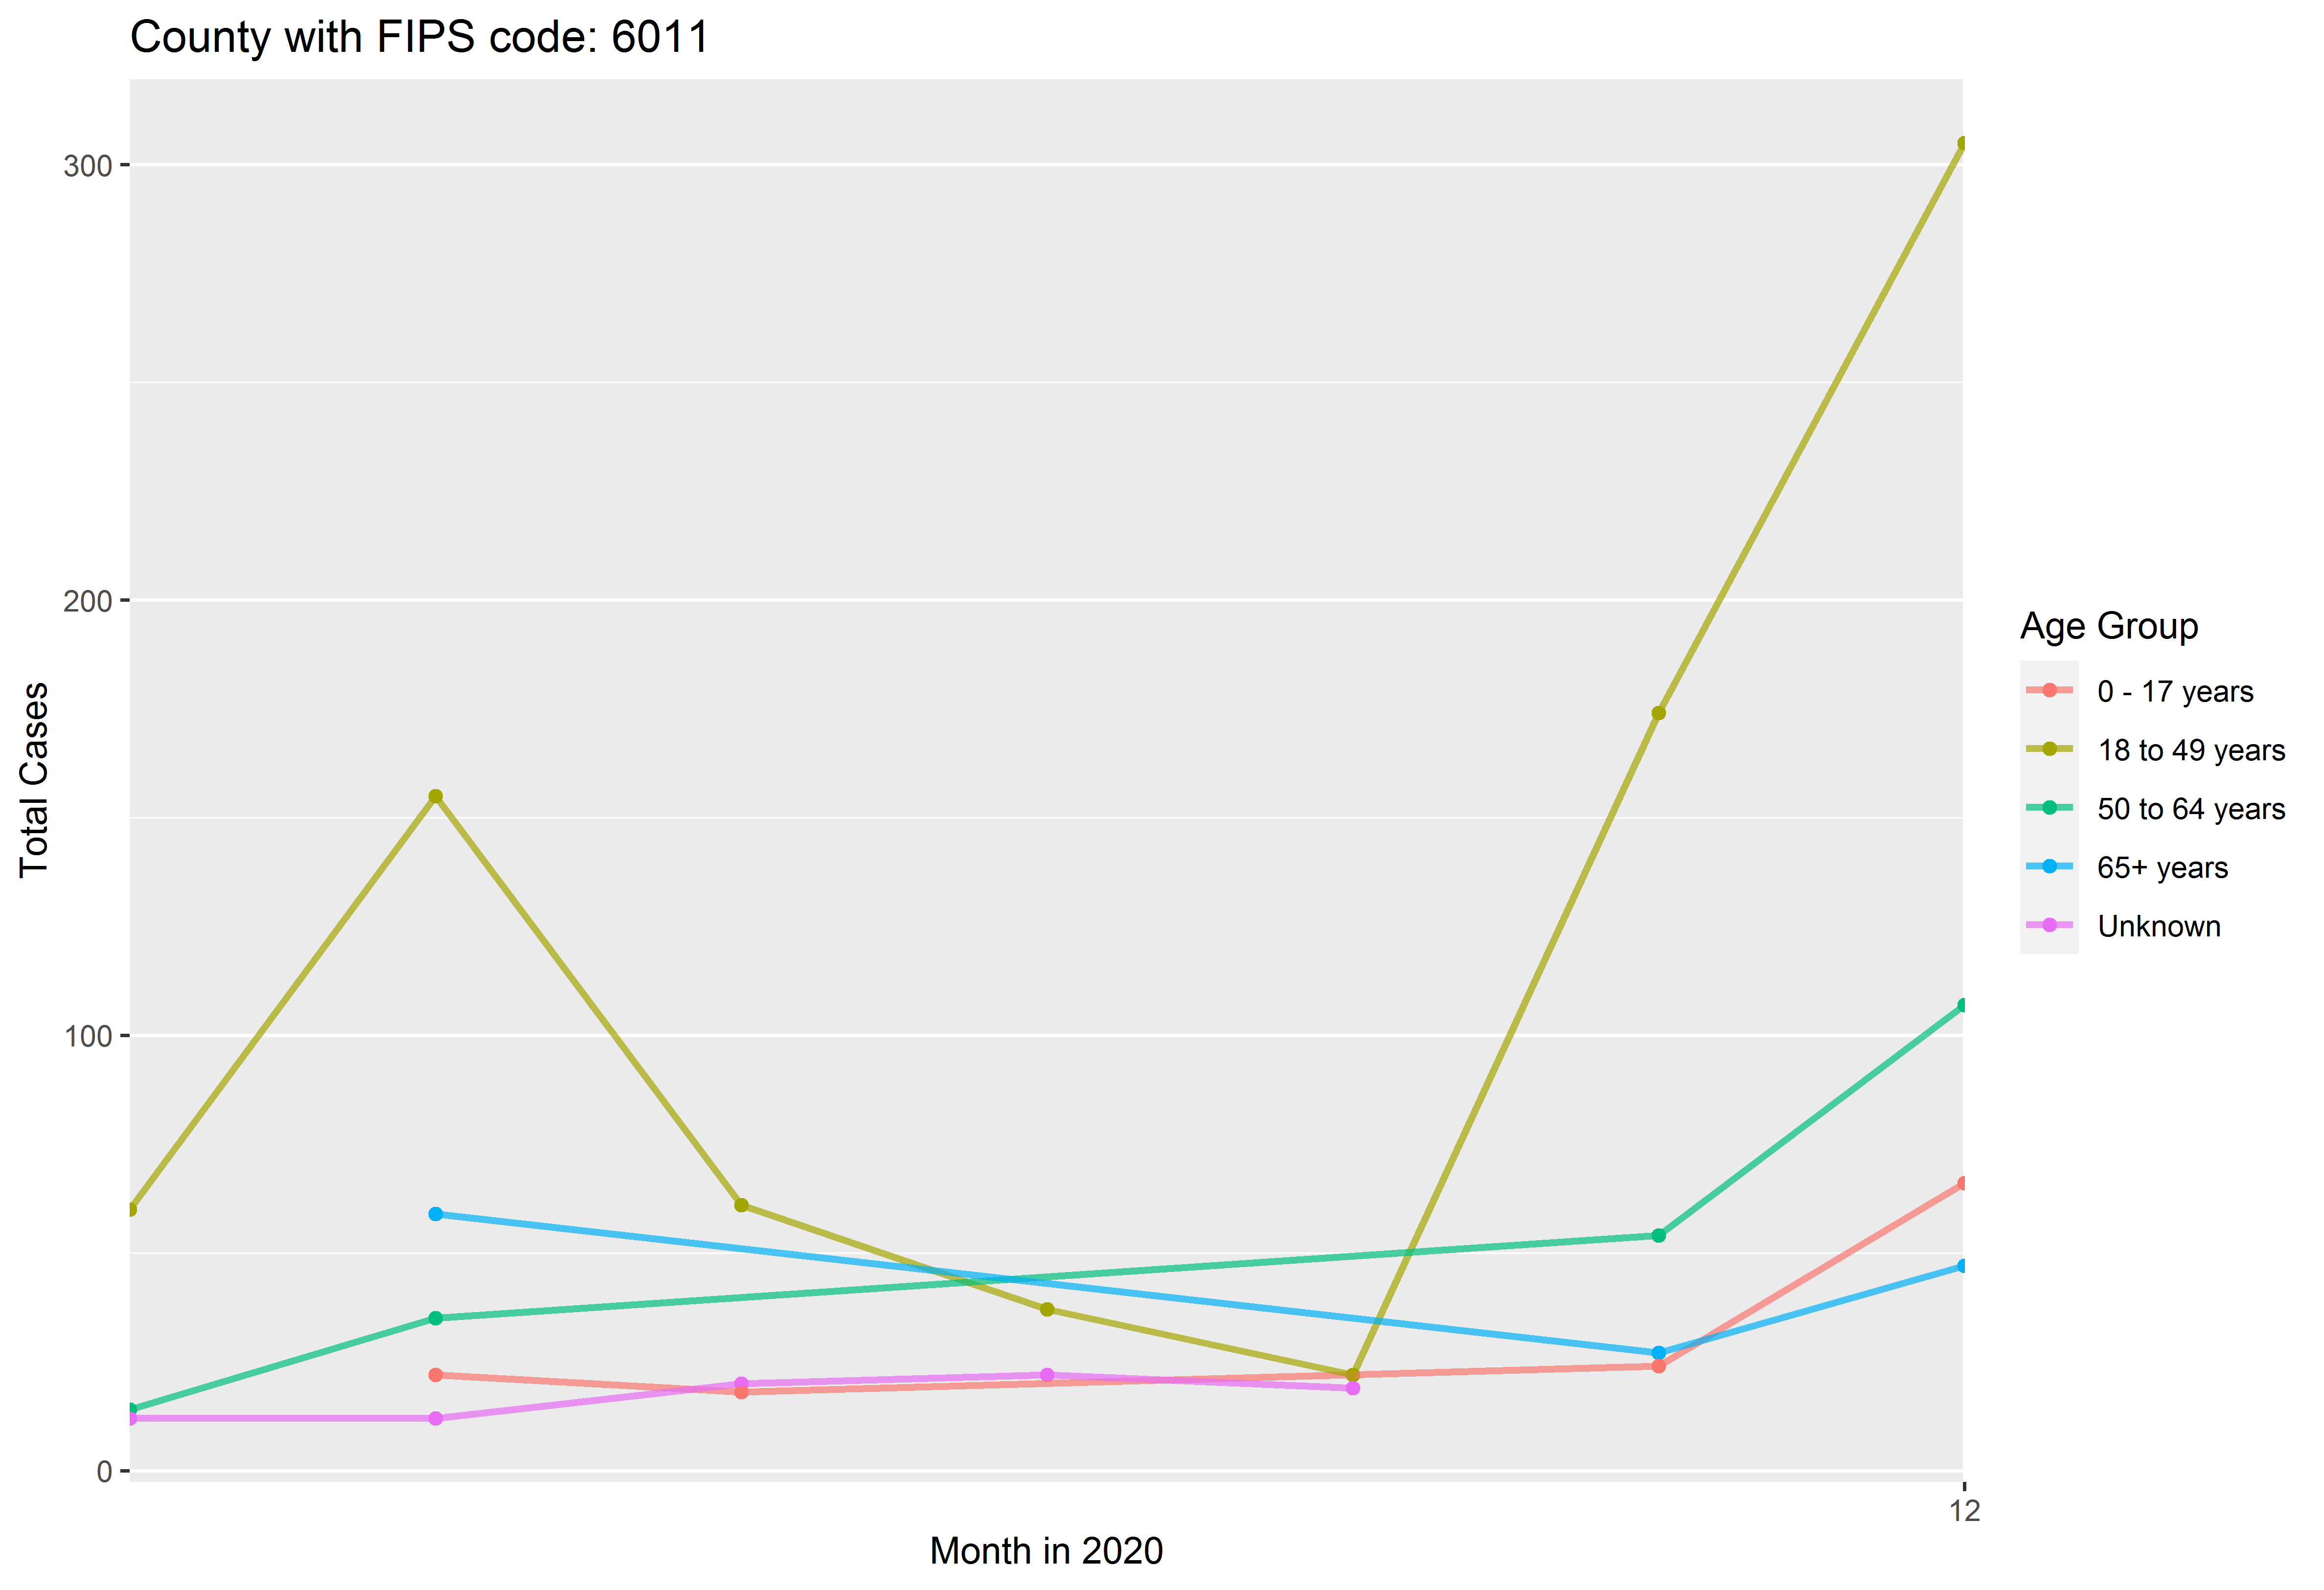 County with FIPS code: 6011
300
200
100
0
Total Cases
12
Month in 2020
Age Group
0 - 17 years
18 to 49 years
50 to 64 years
65+ years
Unknown